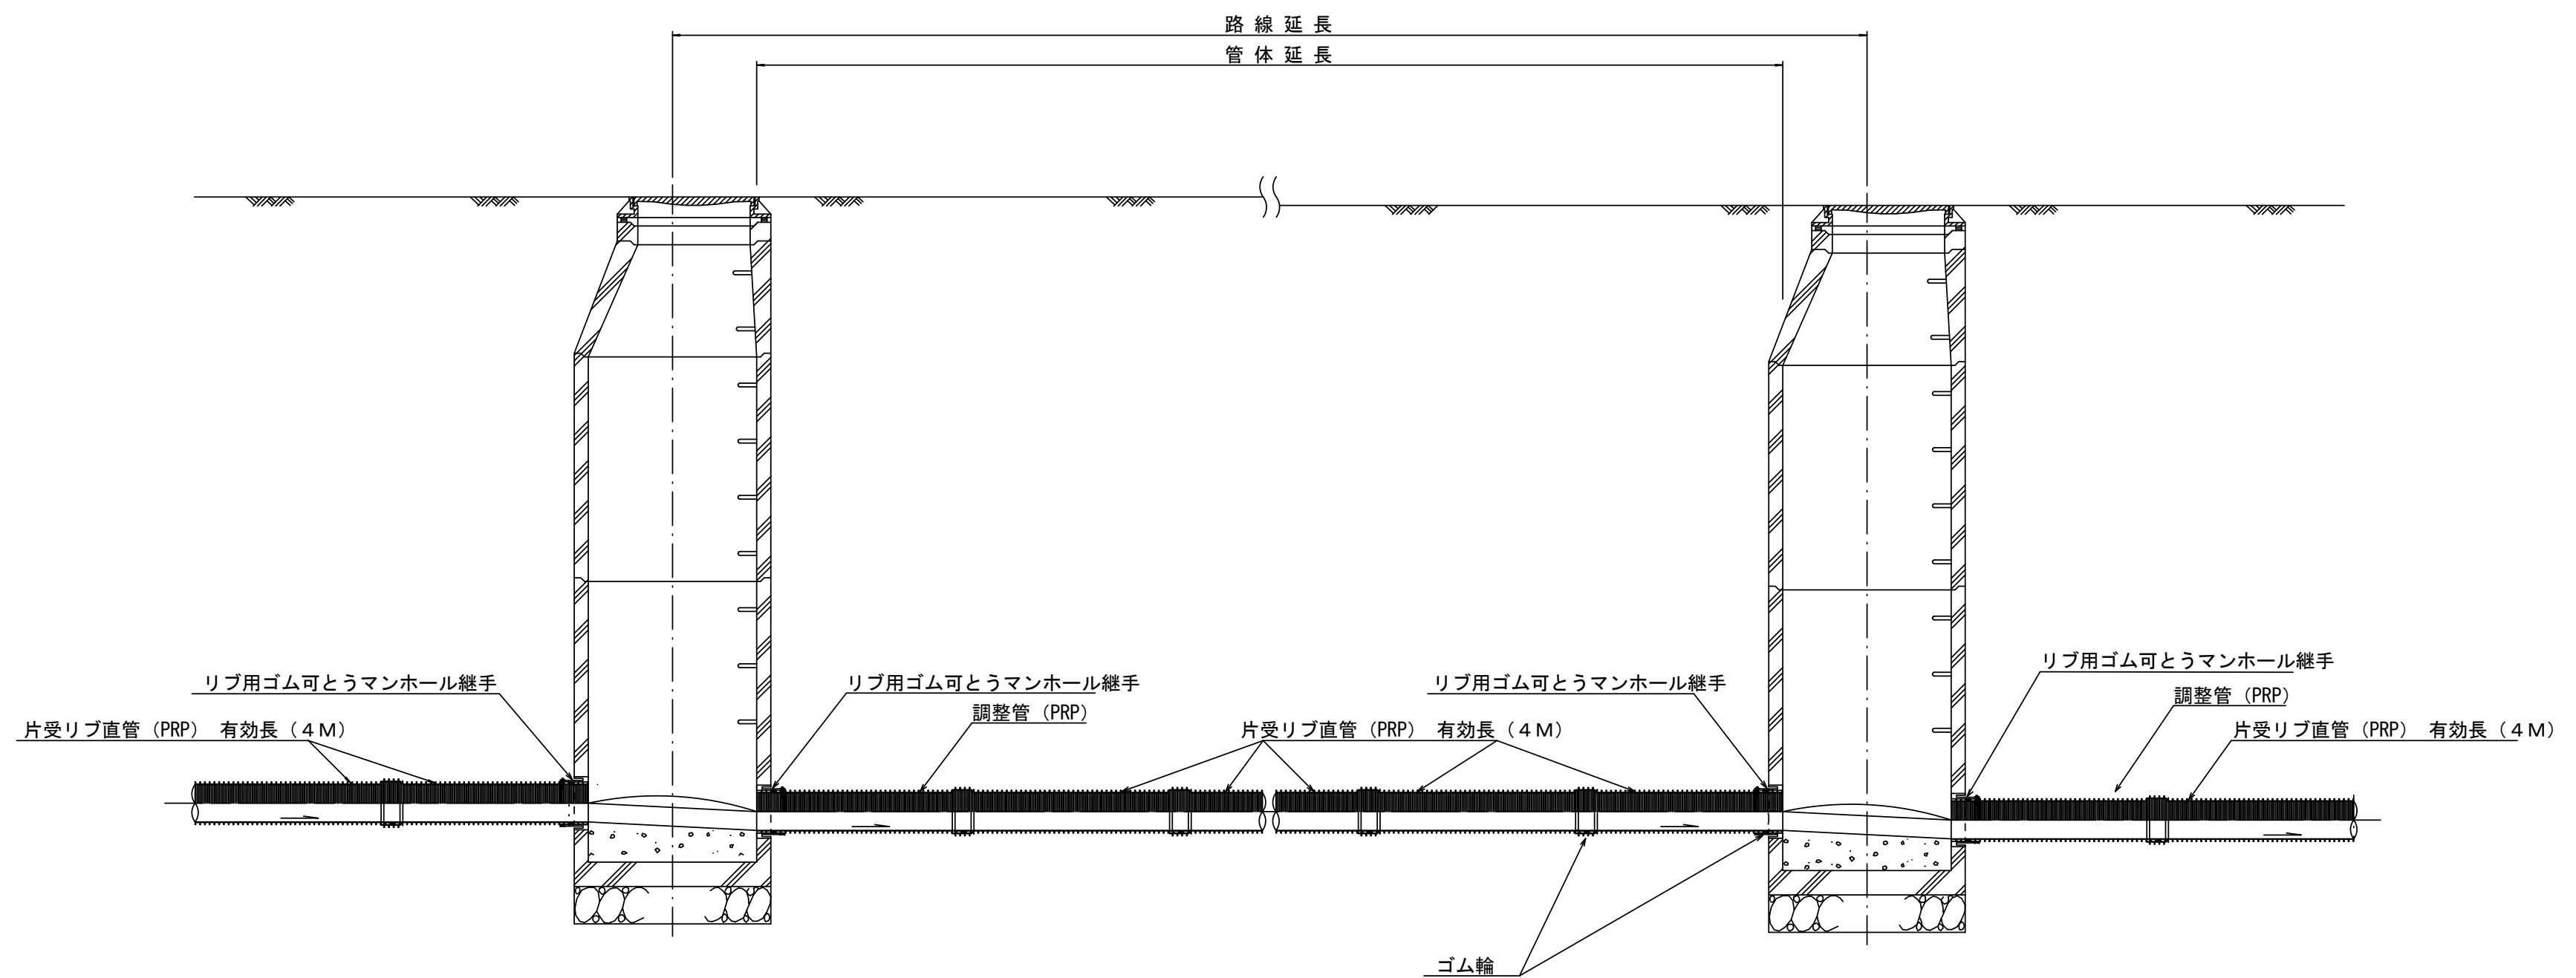 路線延長
管体延長
リブ用ゴム可とうマンホール継手
片受リブ直管（PRP） 有効長（４Ｍ）
リブ用ゴム可とうマンホール継手
調整管（PRP）
片受リブ直管（PRP） 有効長（４Ｍ）
リブ用ゴム可とうマンホール継手
リブ用ゴム可とうマンホール継手
調整管（PRP）
片受リブ直管（PRP） 有効長（４Ｍ）
ゴム輪